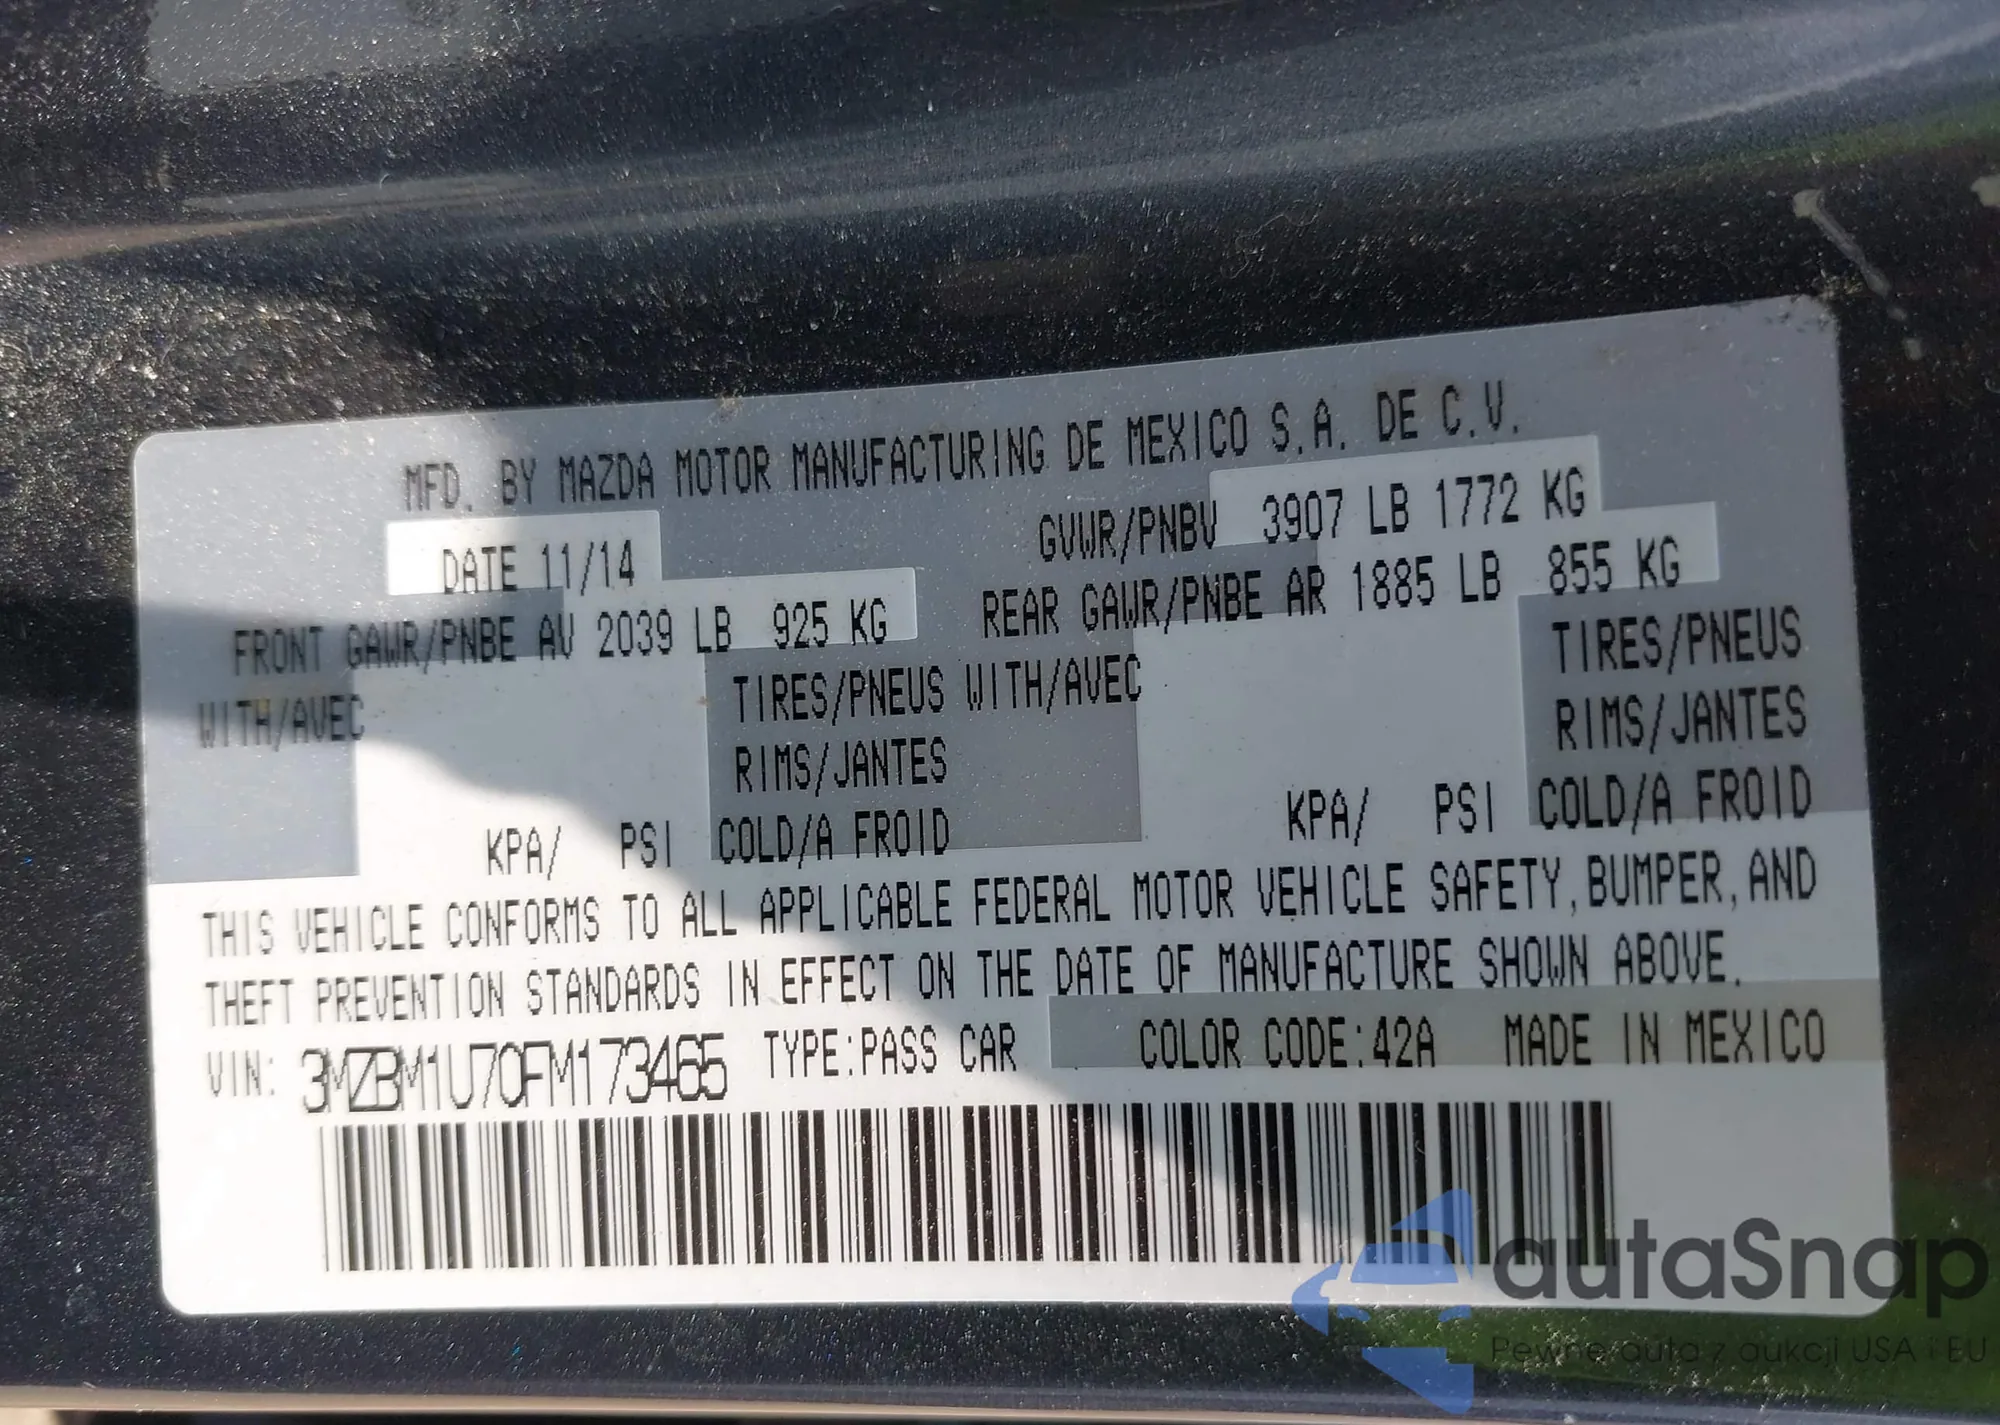 MFD. BY MAZDA MOTOR MANUFACTURING DE MEXICO S.A. DE C.V.
DATE 11/14 GVWR/PNBV 3907 LB 1772 KG
FRONT GAWR/PNBE AV 2039 LB 925 KG REAR GAWR/PNBE AR 1885 LB 855 KG
WITH/AVEC TIRES/PNEUS WITH/AVEC TIRES/PNEUS
RIMS/JANTES RIMS/JANTES
KPA/ PSI COLD/A FROID KPA/ PSI COLD/A FROID
THIS VEHICLE CONFORMS TO ALL APPLICABLE FEDERAL MOTOR VEHICLE SAFETY, BUMPER, AND
THEFT PREVENTION STANDARDS IN EFFECT ON THE DATE OF MANUFACTURE SHOWN ABOVE.
VIN: 3MZBM1U70FM173465 TYPE:PASS CAR COLOR CODE:42A MADE IN MEXICO
autaSnap
Pewne auta z aukcji USA i EU